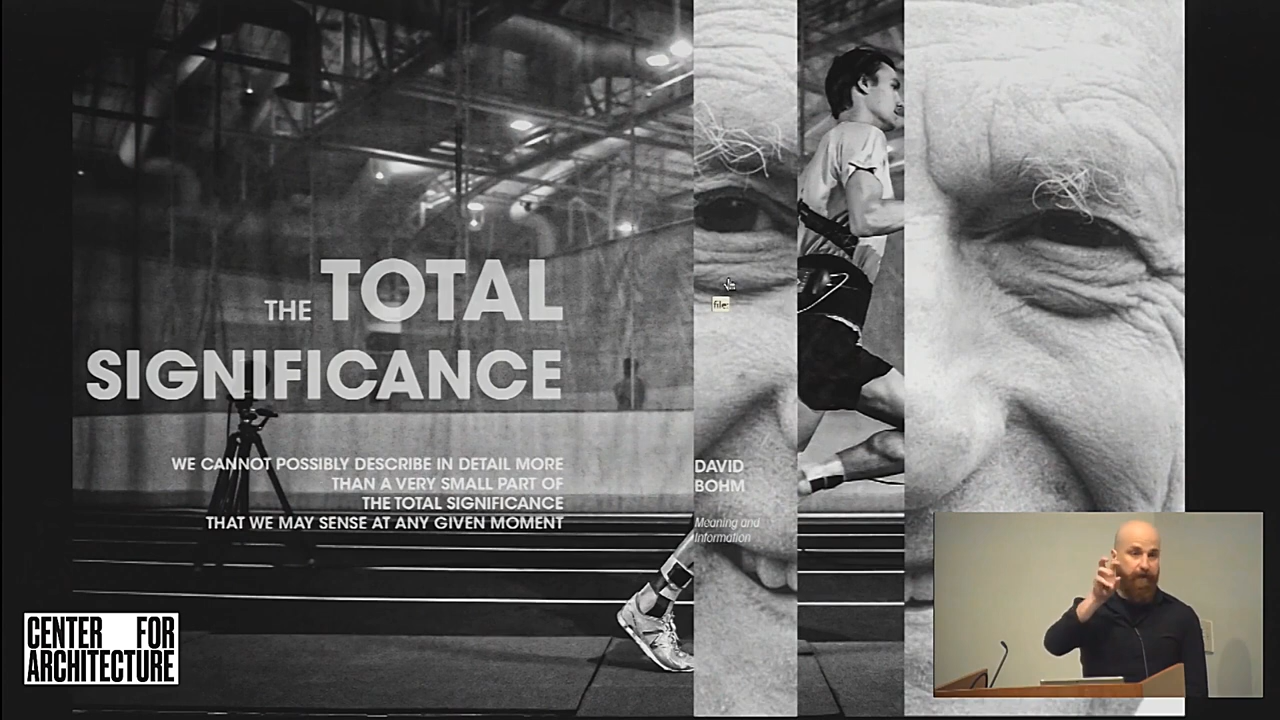 THE TOTAL
SIGNIFICANCE
WE CANNOT POSSIBLY DESCRIBE IN DETAIL MORE
THAN A VERY SMALL PART OF
THE TOTAL SIGNIFICANCE
THAT WE MAY SENSE AT ANY GIVEN MOMENT
DAVID
BOHM
Meaning and
Information
file:
CENTER FOR
ARCHITECTURE